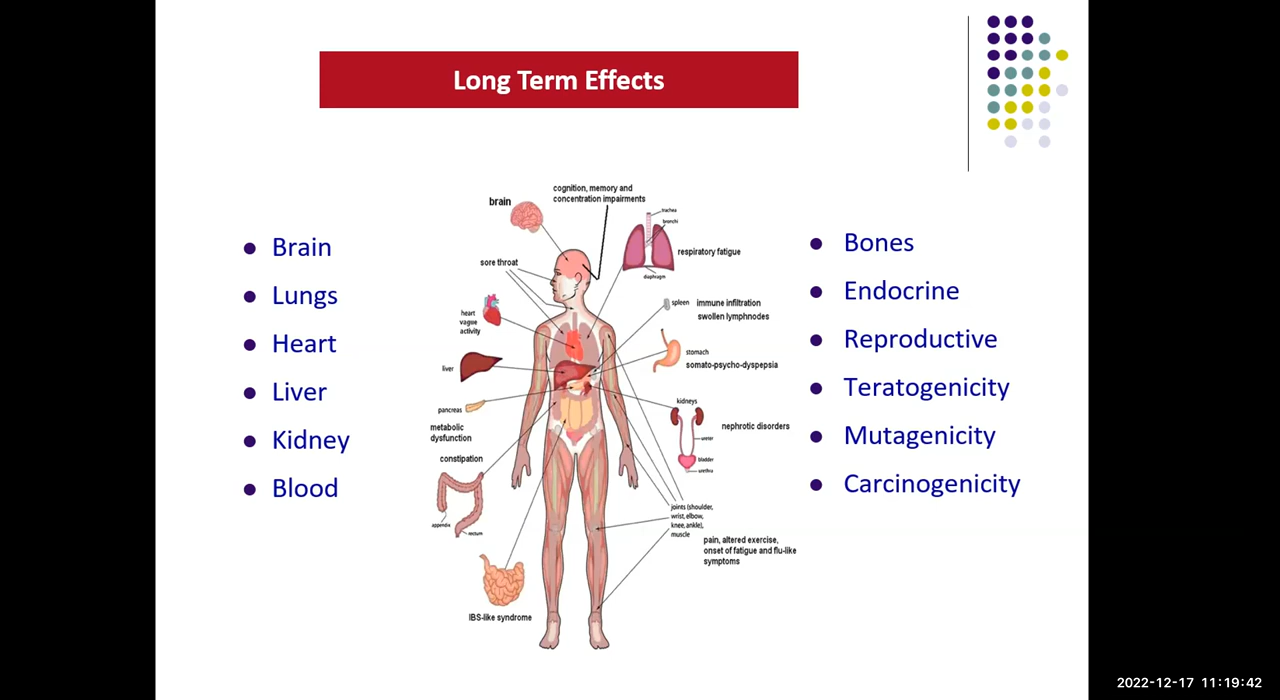 Long Term Effects
Brain
Lungs
Heart
Liver
Kidney
Blood
brain
cognition, memory and
concentration impairments
trachea
bronchi
respiratory fatigue
diaphragm
sore throat
heart
vague
activity
spleen
immune infiltration
swollen lymphnodes
liver
stomach
somato-psycho-dyspepsia
pancreas
metabolic
dysfunction
kidneys
nephrotic disorders
ureter
bladder
urethra
constipation
appendix
rectum
joints (shoulder,
wrist, elbow,
knee, ankle),
muscle
pain, altered exercise,
onset of fatigue and flu-like
symptoms
IBS-like syndrome
Bones
Endocrine
Reproductive
Teratogenicity
Mutagenicity
Carcinogenicity
2022-12-17 11:19:42